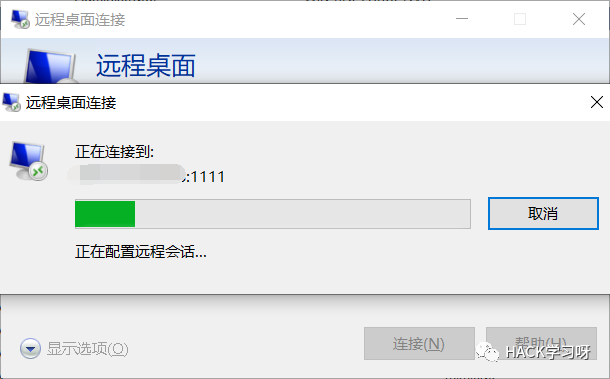 远程桌面连接
远程桌面
远程桌面连接
正在连接到:
:1111
取消
正在配置远程会话...
显示选项(O)
连接(N)
帮助(H)
HACK学习呀